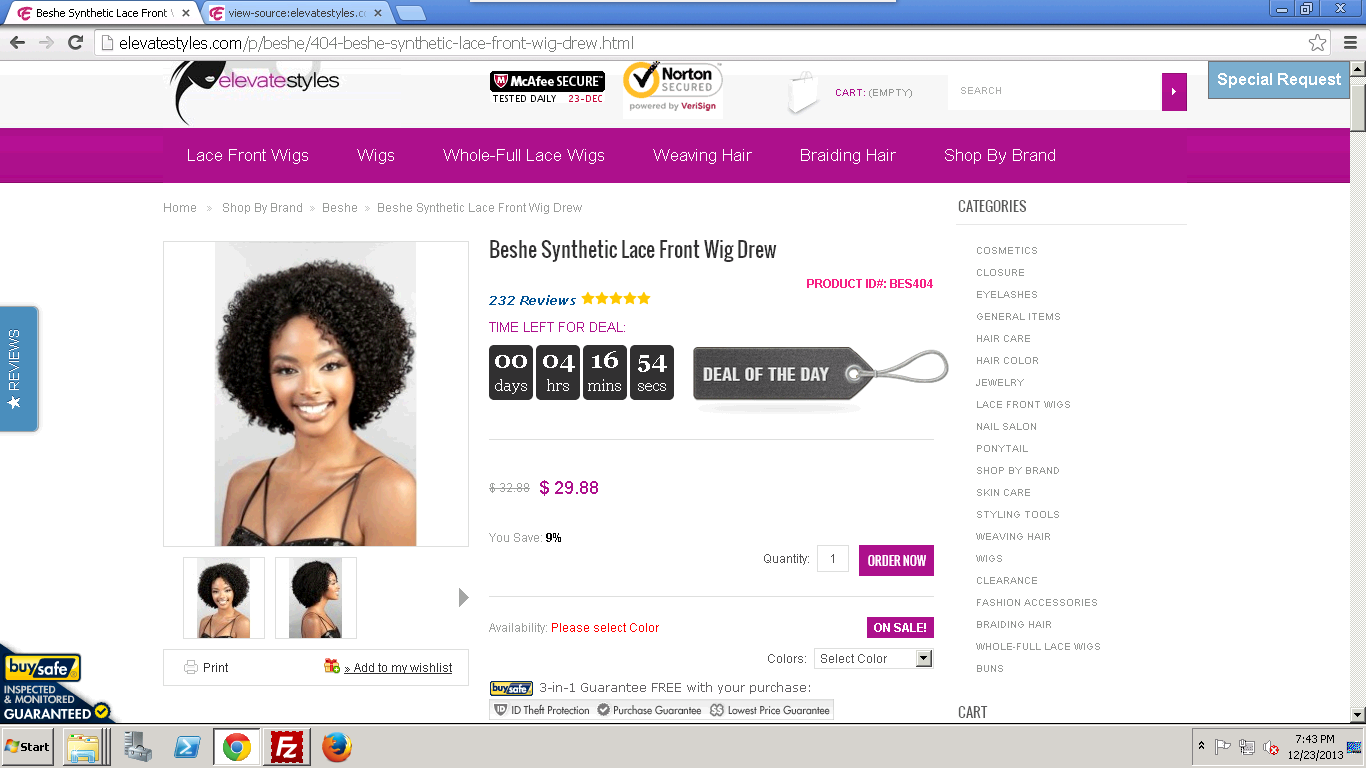 Beshe Synthetic Lace Front W
view-source:elevatestyles.c
elevatestyles.com/p/beshe/404-beshe-synthetic-lace-front-wig-drew.html
elevatestyles
McAfee SECURE
TESTED DAILY 23-DEC
Norton
SECURED
powered by VeriSign
CART: (EMPTY)
SEARCH
Special Request
Lace Front Wigs Wigs Whole-Full Lace Wigs Weaving Hair Braiding Hair Shop By Brand
Home » Shop By Brand » Beshe » Beshe Synthetic Lace Front Wig Drew
Beshe Synthetic Lace Front Wig Drew
PRODUCT ID#: BES404
232 Reviews
TIME LEFT FOR DEAL:
00 04 16 54
days hrs mins secs
DEAL OF THE DAY
$ 32.88 $ 29.88
You Save: 9%
Quantity: 1 ORDER NOW
Availability: Please select Color
ON SALE!
Colors: Select Color
buysafe 3-in-1 Guarantee FREE with your purchase:
ID Theft Protection Purchase Guarantee $$ Lowest Price Guarantee
REVIEWS
Print
» Add to my wishlist
buysafe
INSPECTED
& MONITORED
GUARANTEED
CATEGORIES
COSMETICS
CLOSURE
EYELASHES
GENERAL ITEMS
HAIR CARE
HAIR COLOR
JEWELRY
LACE FRONT WIGS
NAIL SALON
PONYTAIL
SHOP BY BRAND
SKIN CARE
STYLING TOOLS
WEAVING HAIR
WIGS
CLEARANCE
FASHION ACCESSORIES
BRAIDING HAIR
WHOLE-FULL LACE WIGS
BUNS
CART
Start
Fz
7:43 PM
12/23/2013